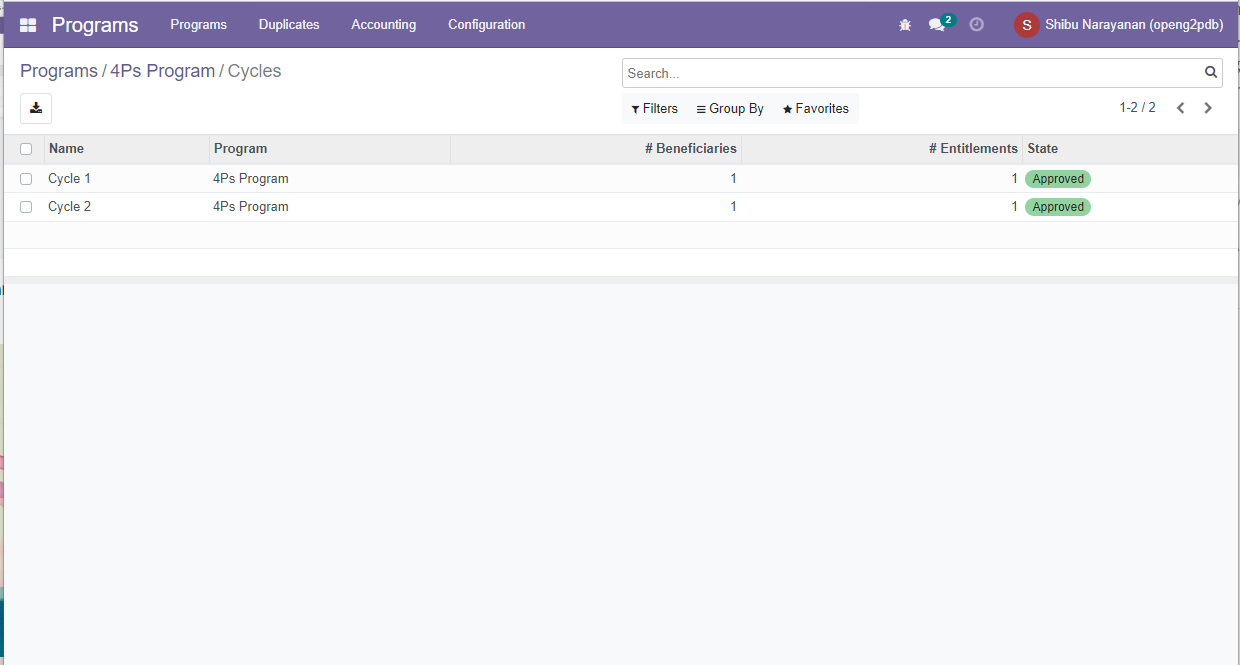 Programs Programs Duplicates Accounting Configuration 2 S Shibu Narayanan (openg2pdb)
Programs / 4Ps Program / Cycles
Search...
Filters Group By Favorites 1-2 / 2
Name Program # Beneficiaries # Entitlements State
Cycle 1 4Ps Program 1 1 Approved
Cycle 2 4Ps Program 1 1 Approved